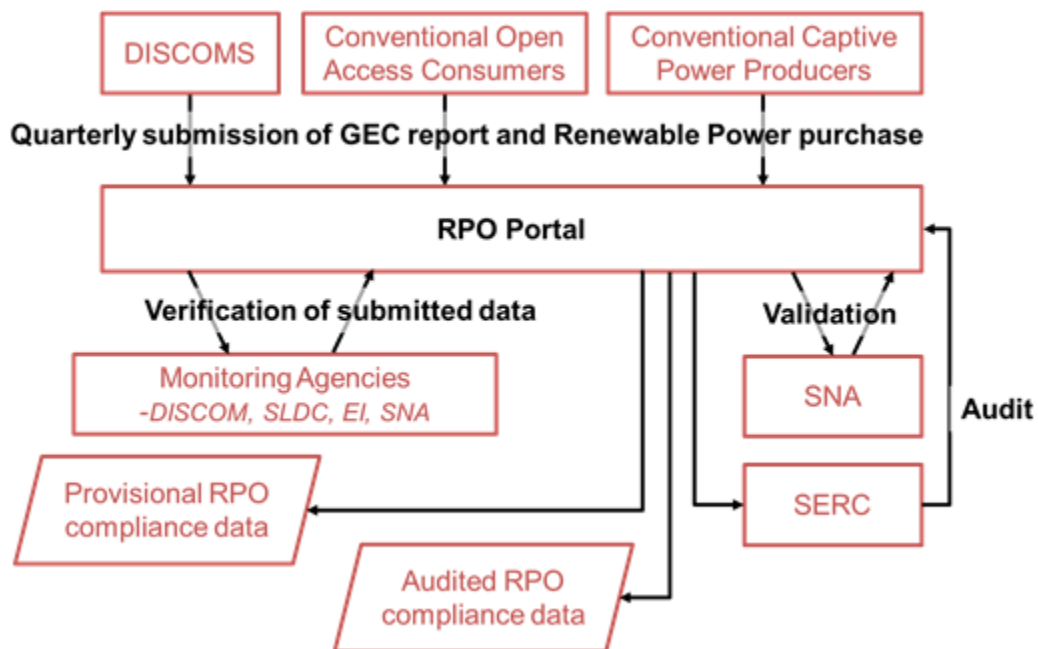 DISCOMS
Conventional Open
Access Consumers
Conventional Captive
Power Producers
Quarterly submission of GEC report and Renewable Power purchase
RPO Portal
Verification of submitted data
Validation
Monitoring Agencies
-DISCOM, SLDC, EI, SNA
SNA
Audit
Provisional RPO
compliance data
SERC
Audited RPO
compliance data